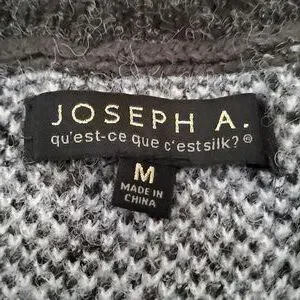 JOSEPH A.
qu'est-ce que c'est silk? ®
M
MADE IN
CHINA